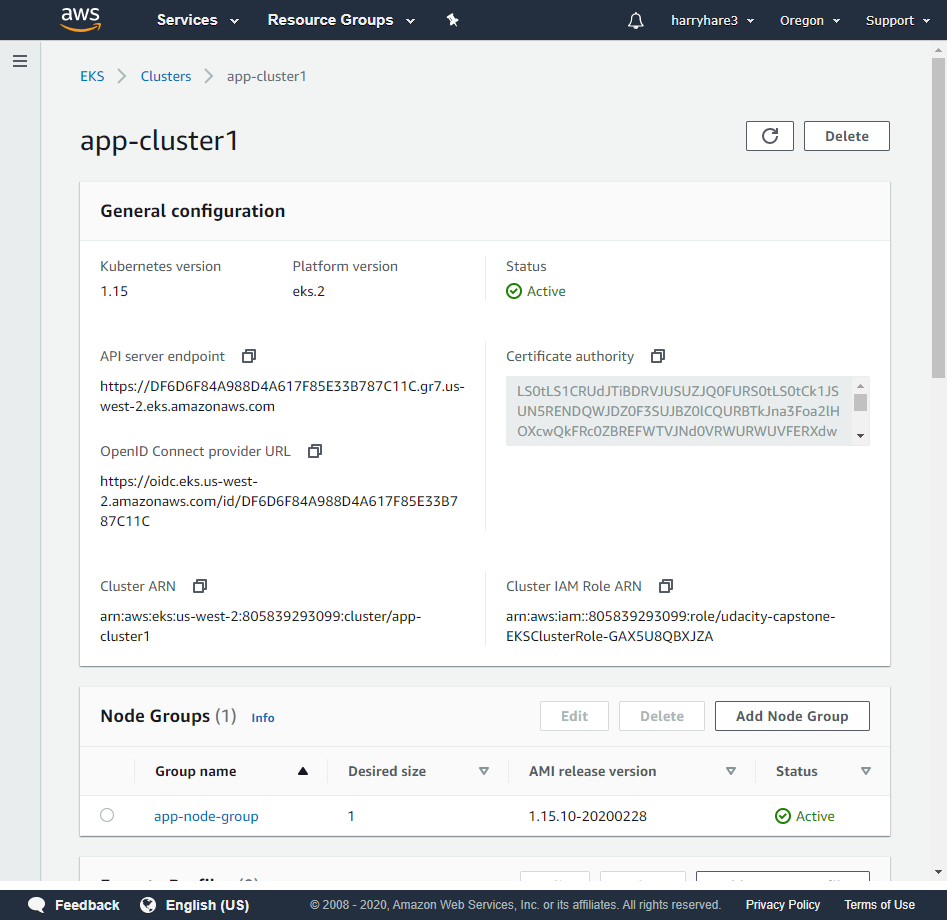 aws Services Resource Groups harryhare3 Oregon Support
EKS Clusters app-cluster1
app-cluster1
Delete
General configuration
Kubernetes version Platform version Status
1.15 eks.2 Active
API server endpoint Certificate authority
https://DF6D6F84A988D4A617F85E33B787C11C.gr7.us-
west-2.eks.amazonaws.com
LS0tLS1CRUdJTiBDRVJUSUZJQ0FURS0tLS0tCk1JS
UN5RENDQWJDZ0F3SUJBZ0lCQURBTkJna3Foa2lH
OXcwQkFRc0ZBREFWTVJNd0VRWURWUVFERXdw
OpenID Connect provider URL
https://oidc.eks.us-west-
2.amazonaws.com/id/DF6D6F84A988D4A617F85E33B7
87C11C
Cluster ARN Cluster IAM Role ARN
arn:aws:eks:us-west-2:805839293099:cluster/app-
cluster1
arn:aws:iam::805839293099:role/udacity-capstone-
EKSClusterRole-GAX5U8QBXJZA
Node Groups (1) Info Edit Delete Add Node Group
Group name Desired size AMI release version Status
app-node-group 1 1.15.10-20200228 Active
Feedback English (US) © 2008 - 2020, Amazon Web Services, Inc. or its affiliates. All rights reserved. Privacy Policy Terms of Use